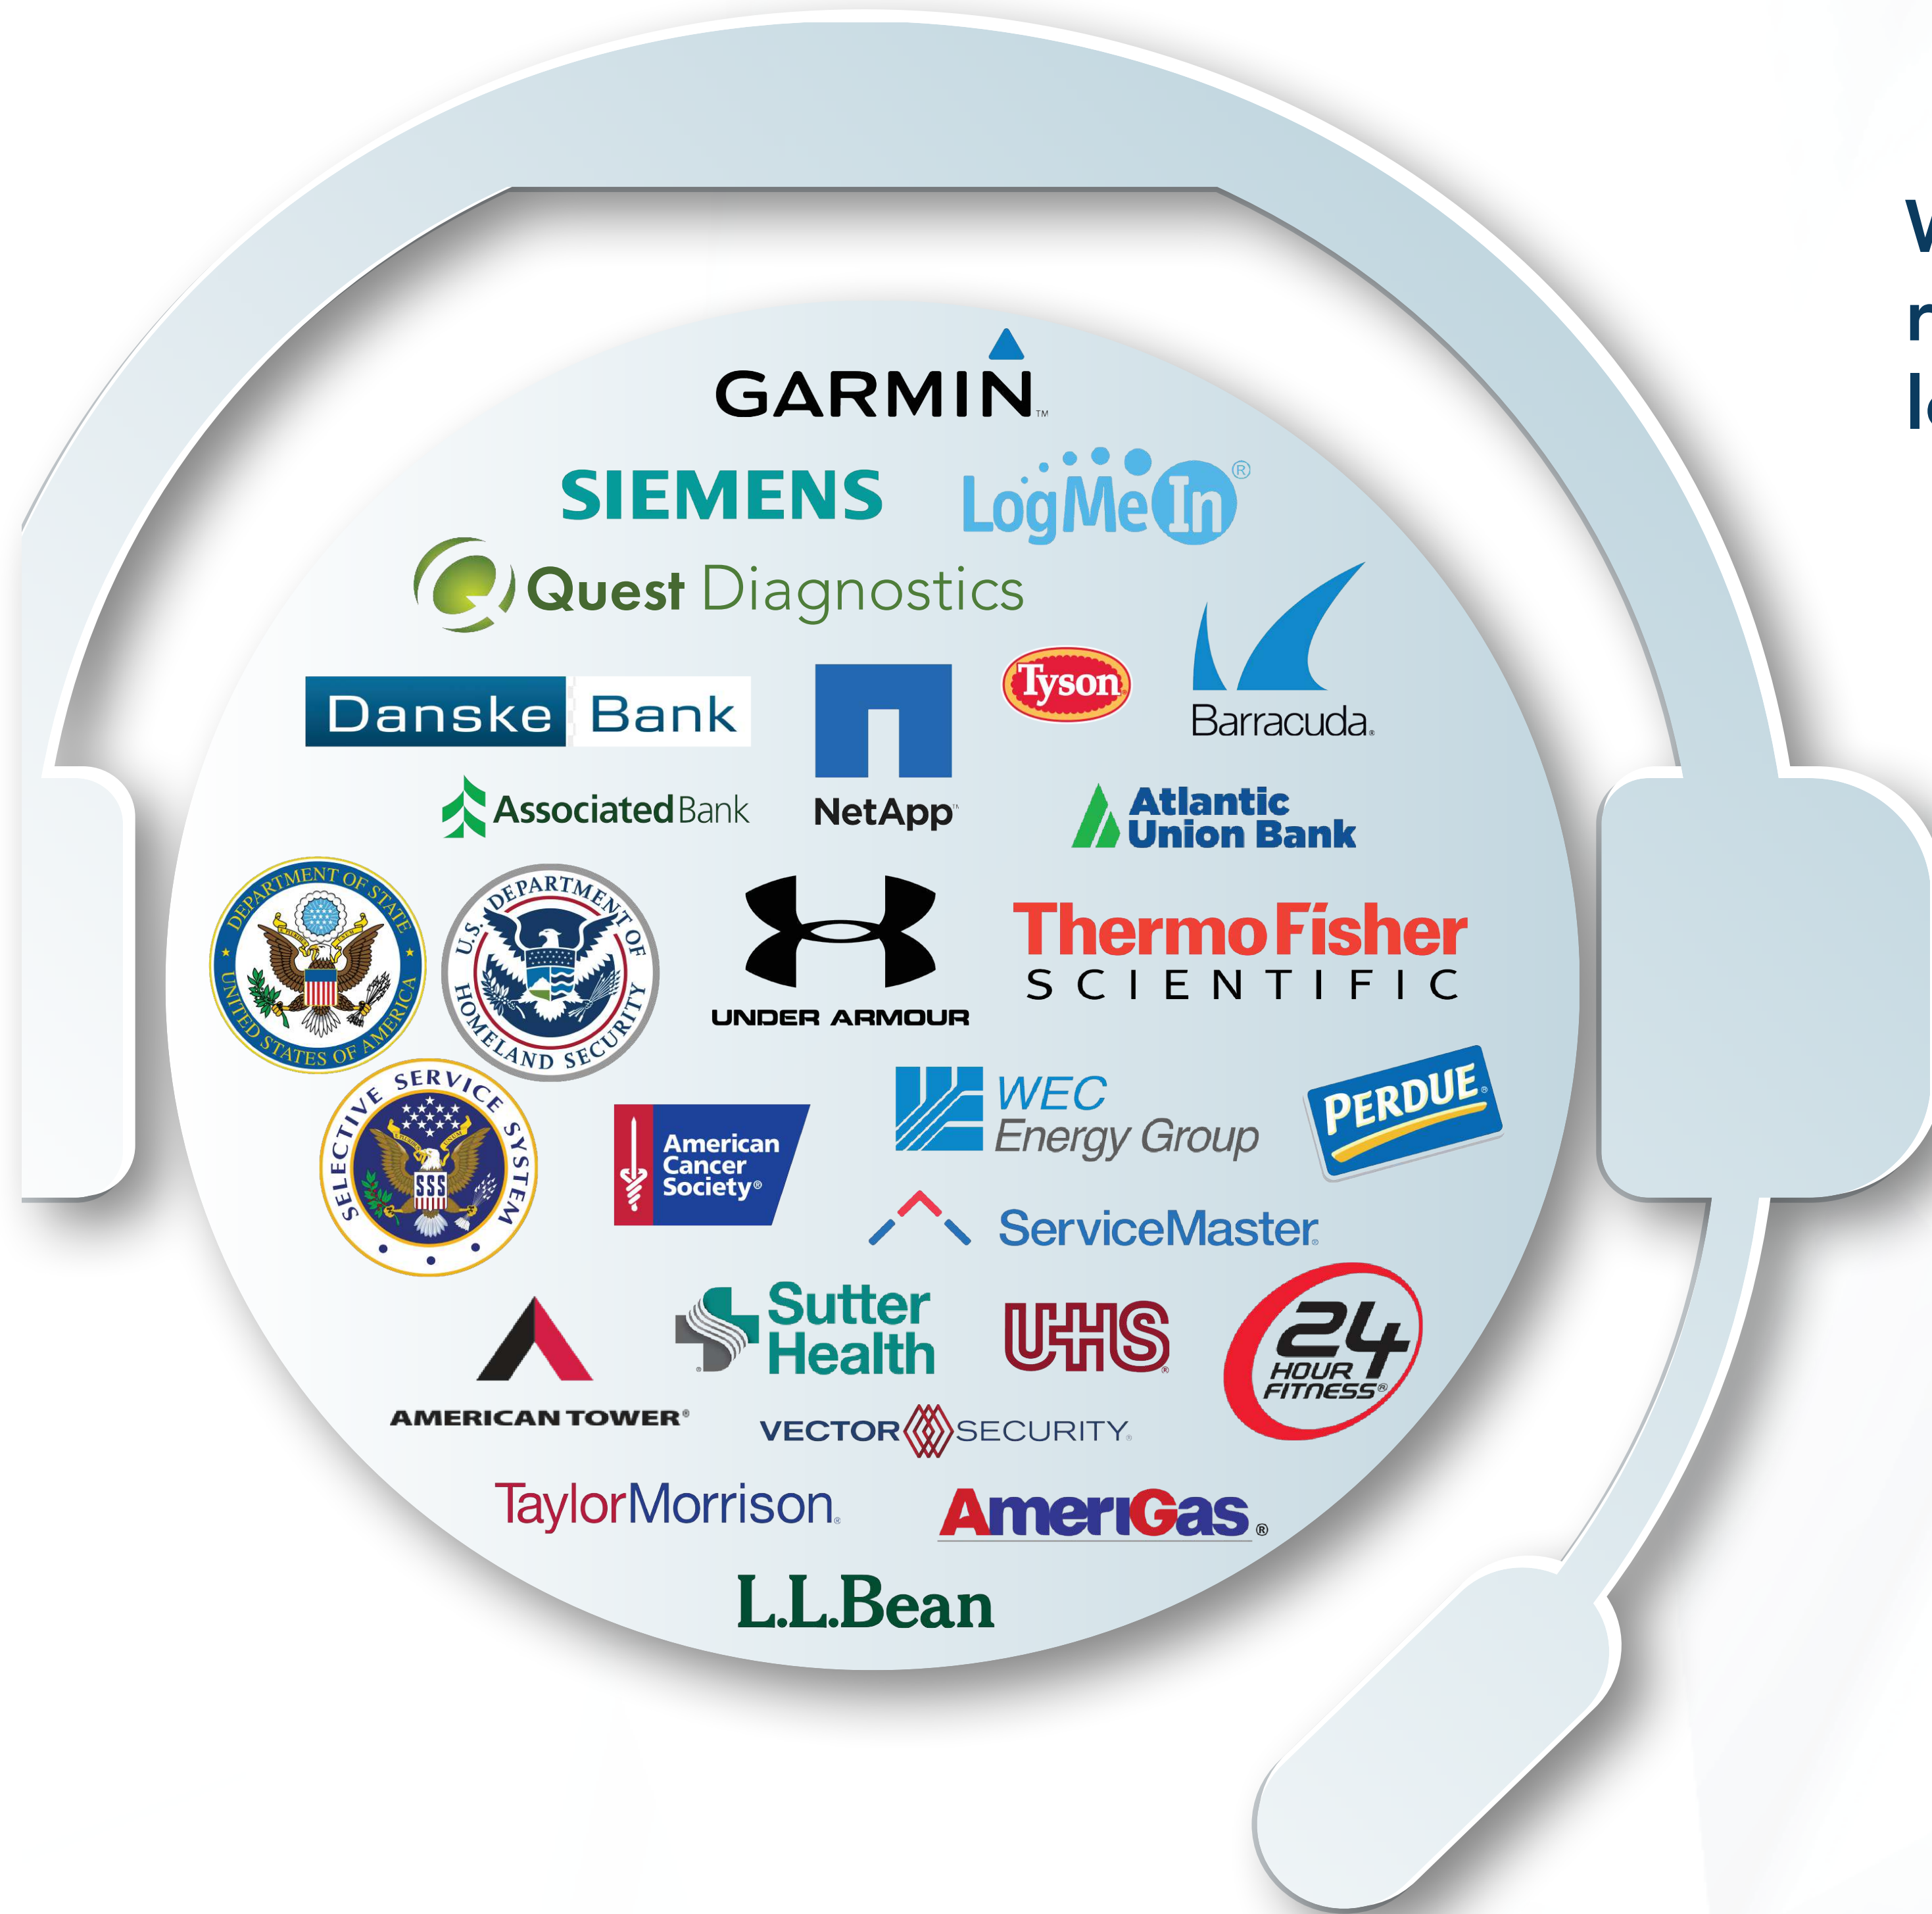 GARMIN™
SIEMENS
LogMeIn®
Quest Diagnostics
Danske Bank
NetApp™
Tyson®
Barracuda®
Associated Bank
Atlantic
Union Bank
DEPARTMENT OF STATE
UNITED STATES OF AMERICA
U.S. DEPARTMENT OF
HOMELAND SECURITY
UNDER ARMOUR
ThermoFisher
SCIENTIFIC
SELECTIVE SERVICE SYSTEM
SSS
American
Cancer
Society®
WEC
Energy Group
PERDUE®
ServiceMaster®
AMERICAN TOWER®
Sutter
Health®
UHS®
24
HOUR
FITNESS®
VECTOR SECURITY®
TaylorMorrison®
AmeriGas®
L.L.Bean